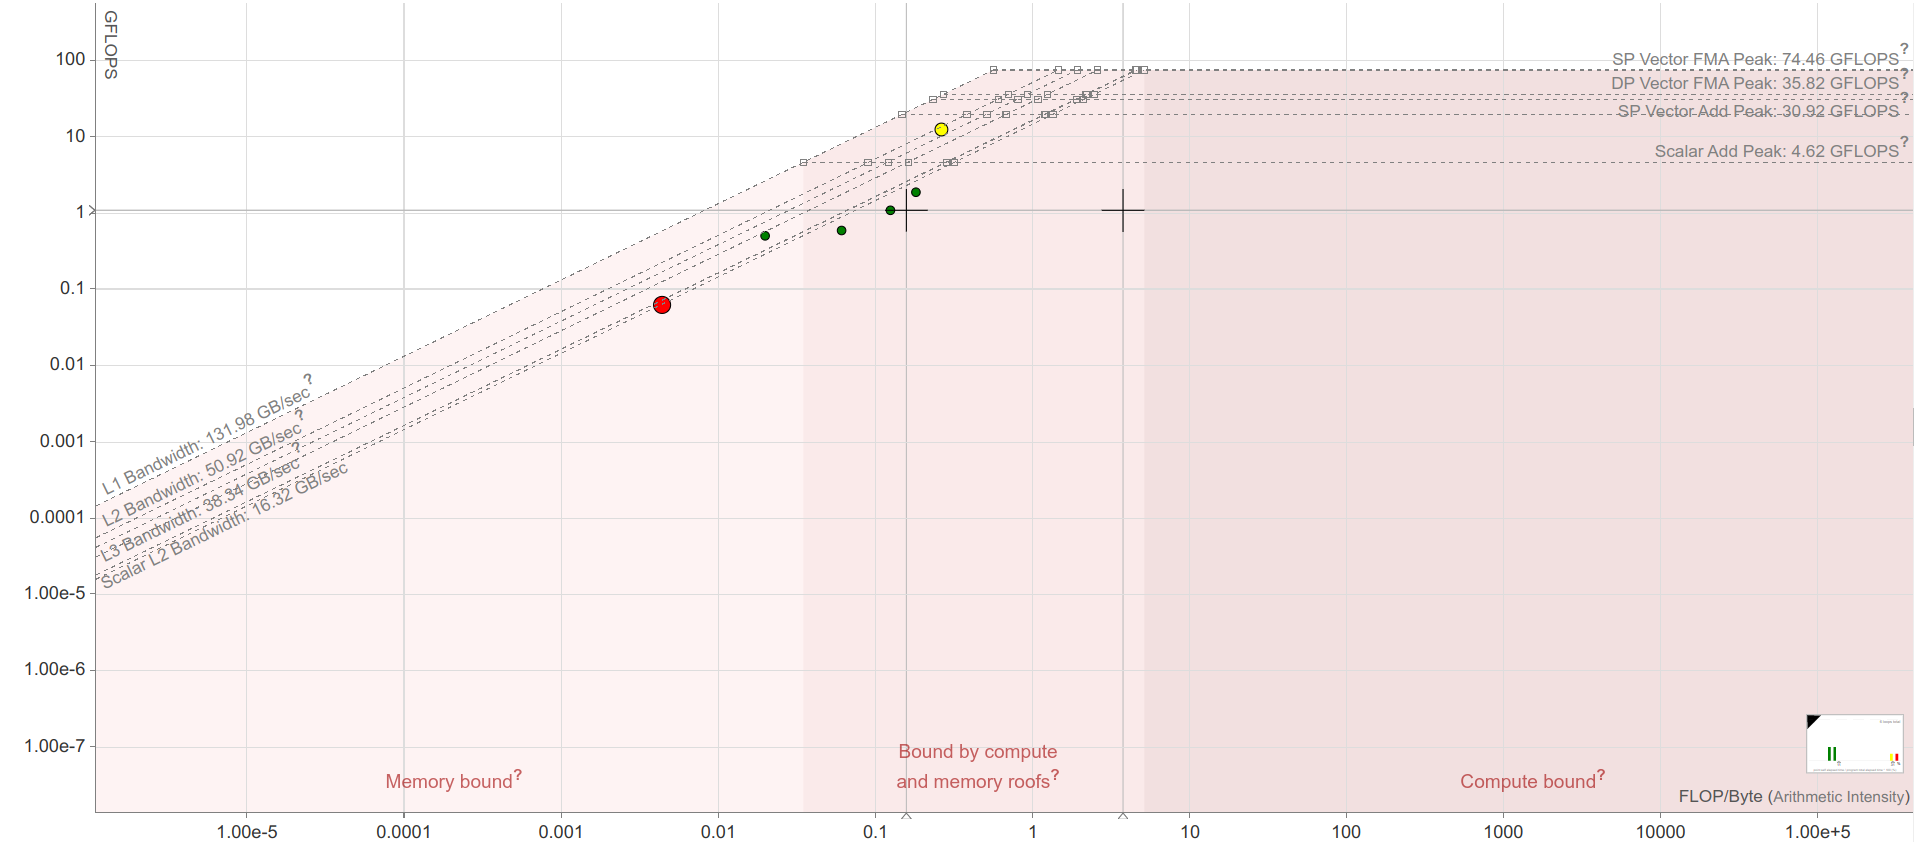 GFLOPS
100
10
1
0.1
0.01
0.001
0.0001
1.00e-5
1.00e-6
1.00e-7
SP Vector FMA Peak: 74.46 GFLOPS?
DP Vector FMA Peak: 35.82 GFLOPS?
SP Vector Add Peak: 30.92 GFLOPS?
Scalar Add Peak: 4.62 GFLOPS?
L1 Bandwidth: 131.98 GB/sec?
L2 Bandwidth: 50.92 GB/sec?
L3 Bandwidth: 38.34 GB/sec?
Scalar L2 Bandwidth: 16.32 GB/sec
Memory bound?
Bound by compute
and memory roofs?
Compute bound?
FLOP/Byte (Arithmetic Intensity)
1.00e-5
0.0001
0.001
0.01
0.1
1
10
100
1000
10000
1.00e+5